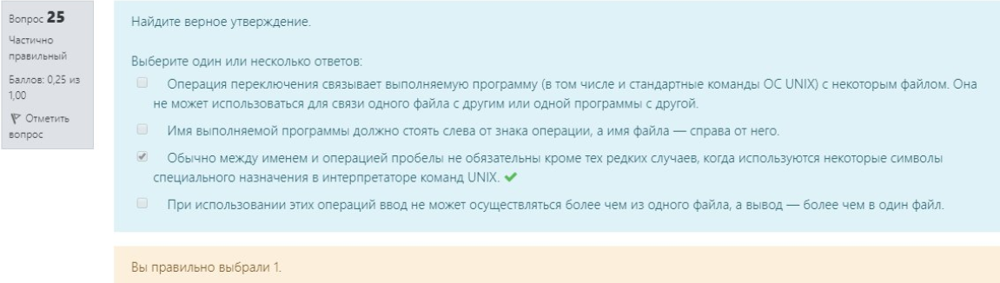 Вопрос 25
Частично
правильный
Баллов: 0,25 из
1,00
Отметить
вопрос
Найдите верное утверждение.
Выберите один или несколько ответов:
Операция переключения связывает выполняемую программу (в том числе и стандартные команды ОС UNIX) с некоторым файлом. Она
не может использоваться для связи одного файла с другим или одной программы с другой.
Имя выполняемой программы должно стоять слева от знака операции, а имя файла — справа от него.
Обычно между именем и операцией пробелы не обязательны кроме тех редких случаев, когда используются некоторые символы
специального назначения в интерпретаторе команд UNIX.
При использовании этих операций ввод не может осуществляться более чем из одного файла, а вывод — более чем в один файл.
Вы правильно выбрали 1.